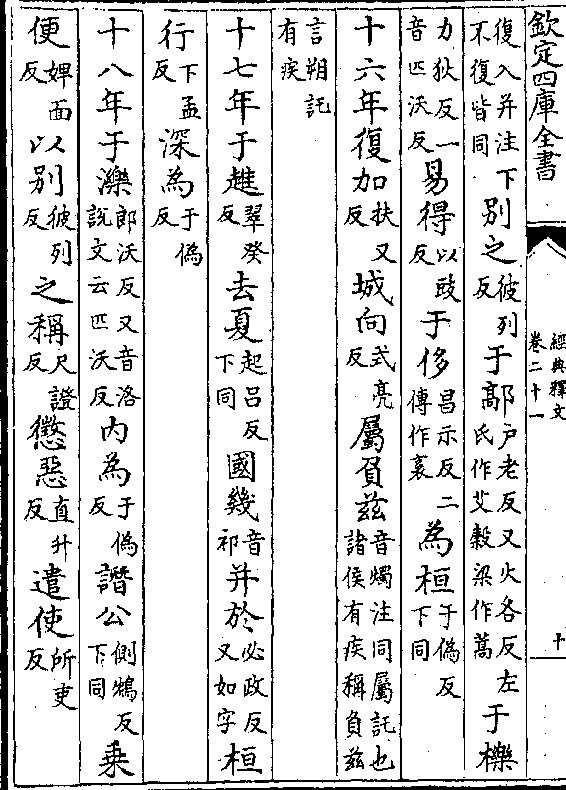 欽定四庫全書 經典釋文 卷二十一 十
復入并注下不復皆同 別之彼列反 于鄗戶老反又火各反左氏作艾穀梁作萬 于櫟
力狄反一音匹沃反 易得以豉反 于侈昌示反二傳作袲 為桓于偽反下同
十六年復加扶又反 城向式亮反 屬負兹音燭注同屬託也諸侯有疾稱負兹
言朔託有疾
十七年于趡翠癸反 去夏起呂反下同 國幾音祁 并於必政反又如字 桓
行下孟反 深為于偽反
十八年于濼郎沃反又音洛說文云匹沃反 内為于偽反 譖公側鴆反下同 乗
便婢面反 以別彼列反 之稱尺證反 懲惡直升反 遣使所吏反